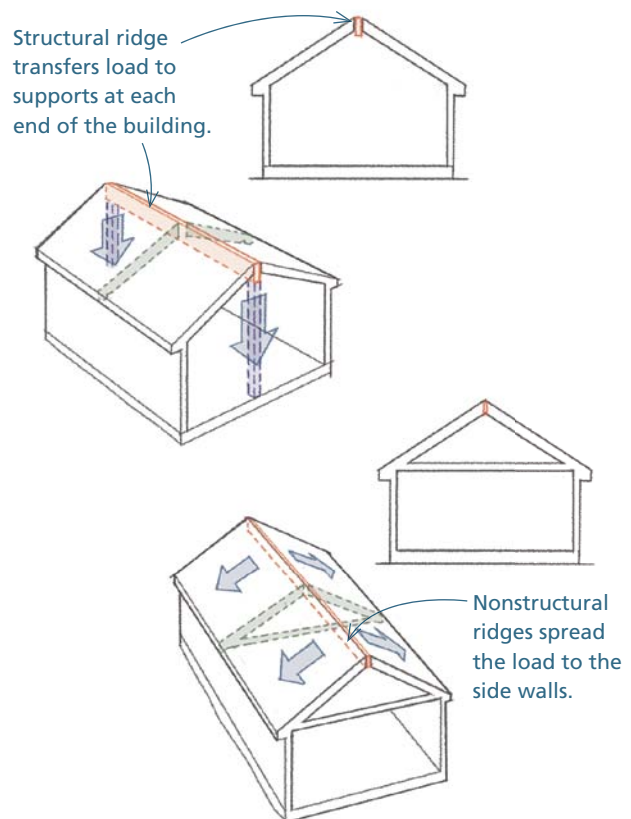 Structural ridge
transfers load to
supports at each
end of the building.
Nonstructural
ridges spread
the load to the
side walls.